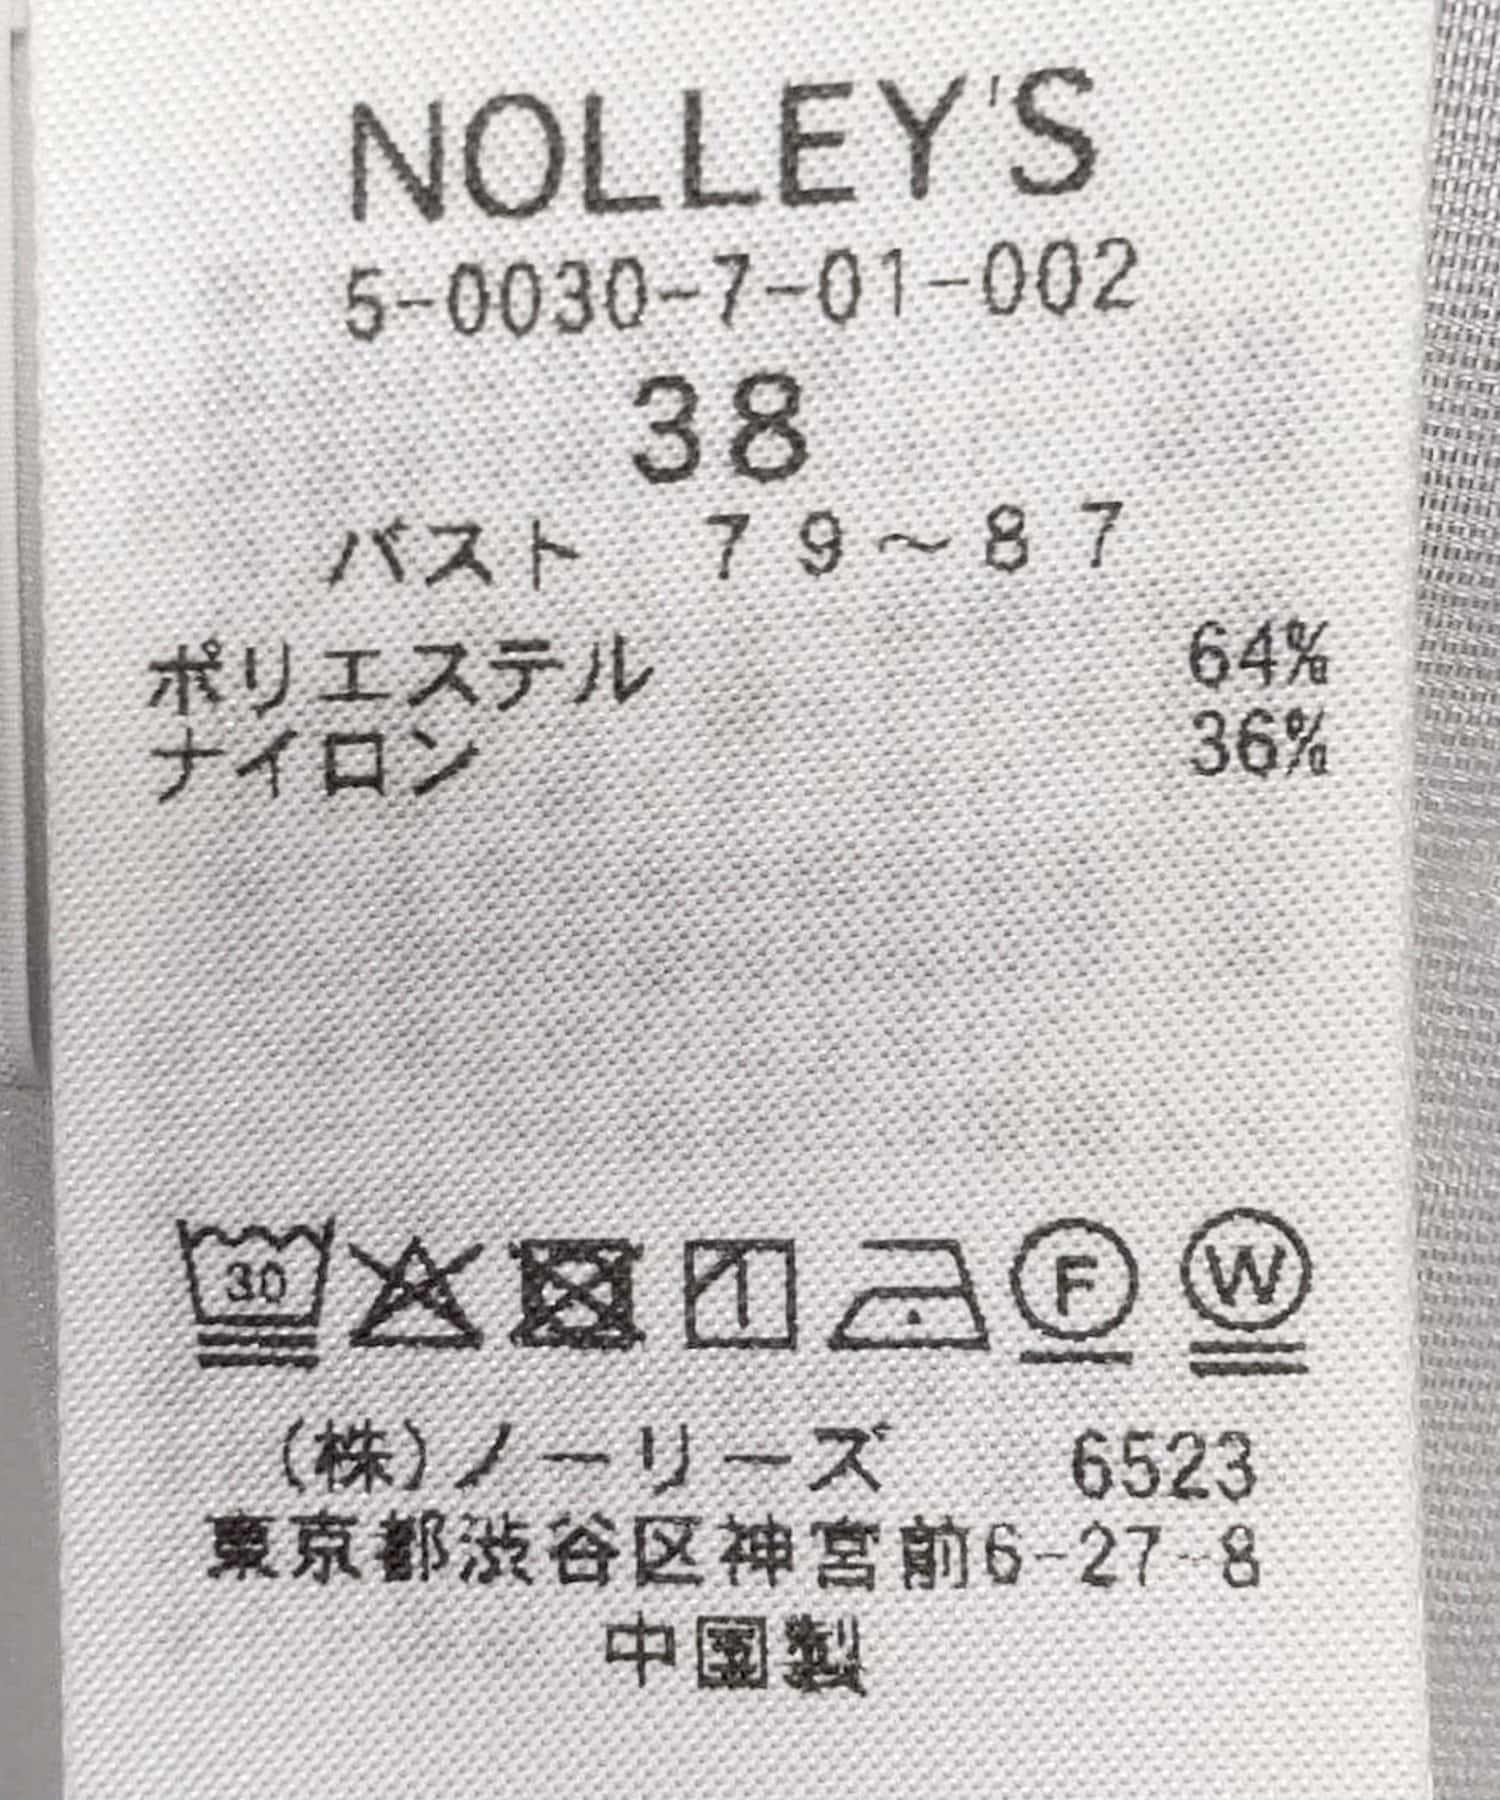 NOLLEY'S
5-0030-7-01-002
38
バスト 79～87
ポリエステル 64%
ナイロン 36%
30 F W
(株)ノーリーズ 6523
東京都渋谷区神宮前6-27-8
中国製